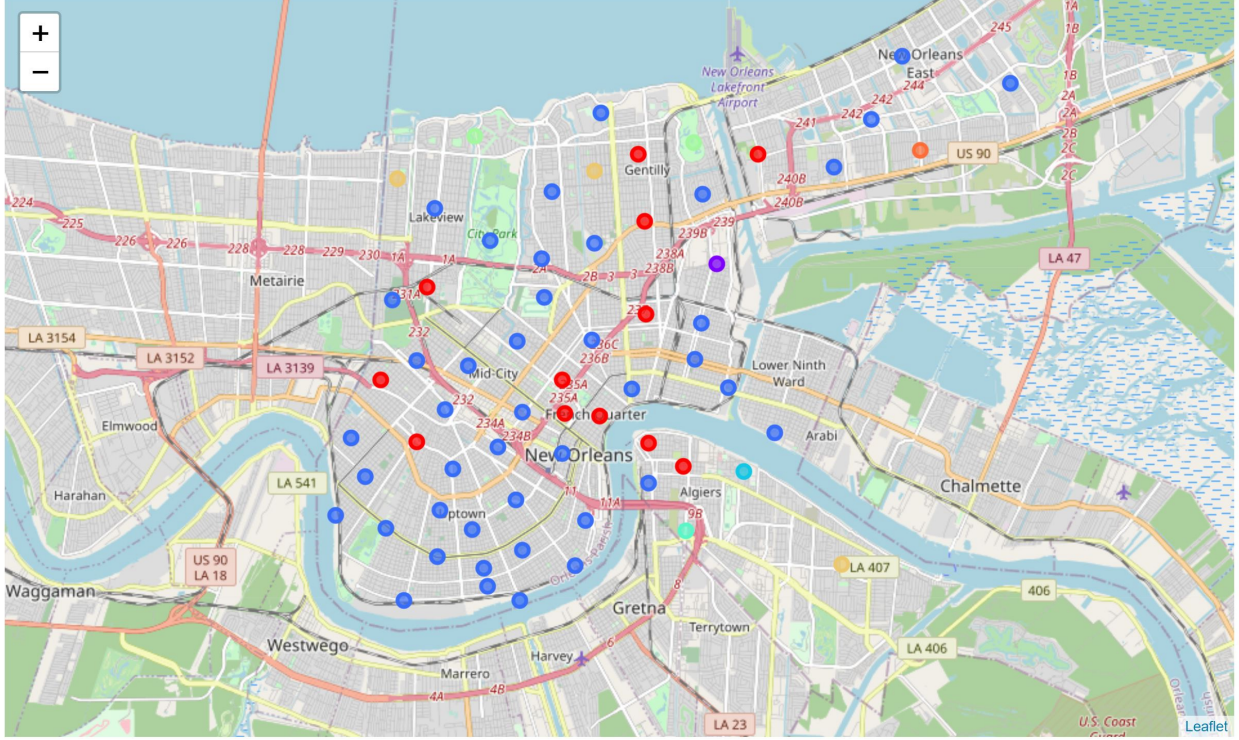 +
−
245
1A
1B
New Orleans
East
New Orleans
Lakefront
Airport
244
242
242
241
1B
2A
2A
2B
2C
2C
US 90
Gentilly
240B
240B
224
225
226
226
228
228
229
230
1A
1A
Lakeview
City Park
2A
2B
3
3
238B
238A
239B
239
LA 47
Metairie
231A
232
LA 3154
LA 3152
LA 3139
236B
235A
235A
Mid-City
232
234A
234B
French Quarter
Lower Ninth
Ward
Elmwood
Arabi
New Orleans
LA 541
Harahan
11
11A
9B
Algiers
Chalmette
Uptown
Orleans Parish
US 90
LA 18
8
LA 407
406
Waggaman
Gretna
Terrytown
Westwego
6
Harvey
Marrero
LA 406
4A
4B
LA 23
U.S. Coast
Guard
Leaflet